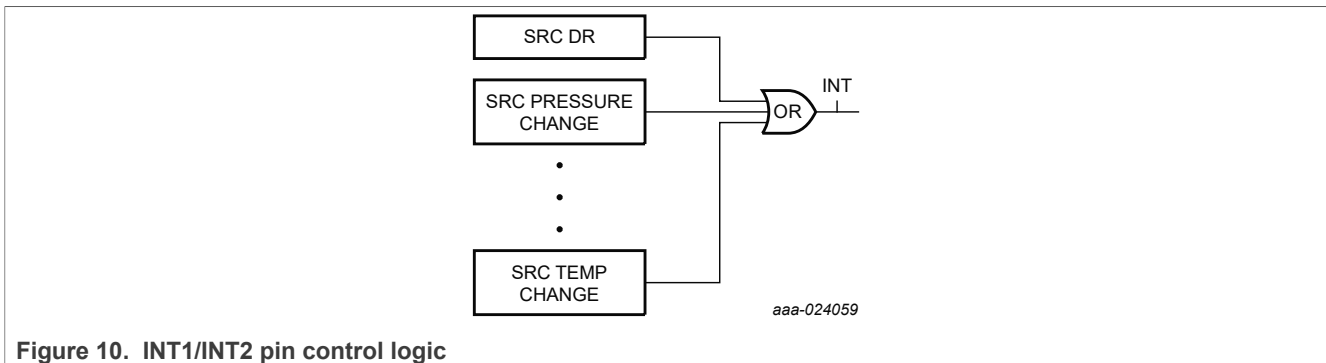 SRC DR
SRC PRESSURE
CHANGE
INT
OR
SRC TEMP
CHANGE
aaa-024059
Figure 10. INT1/INT2 pin control logic